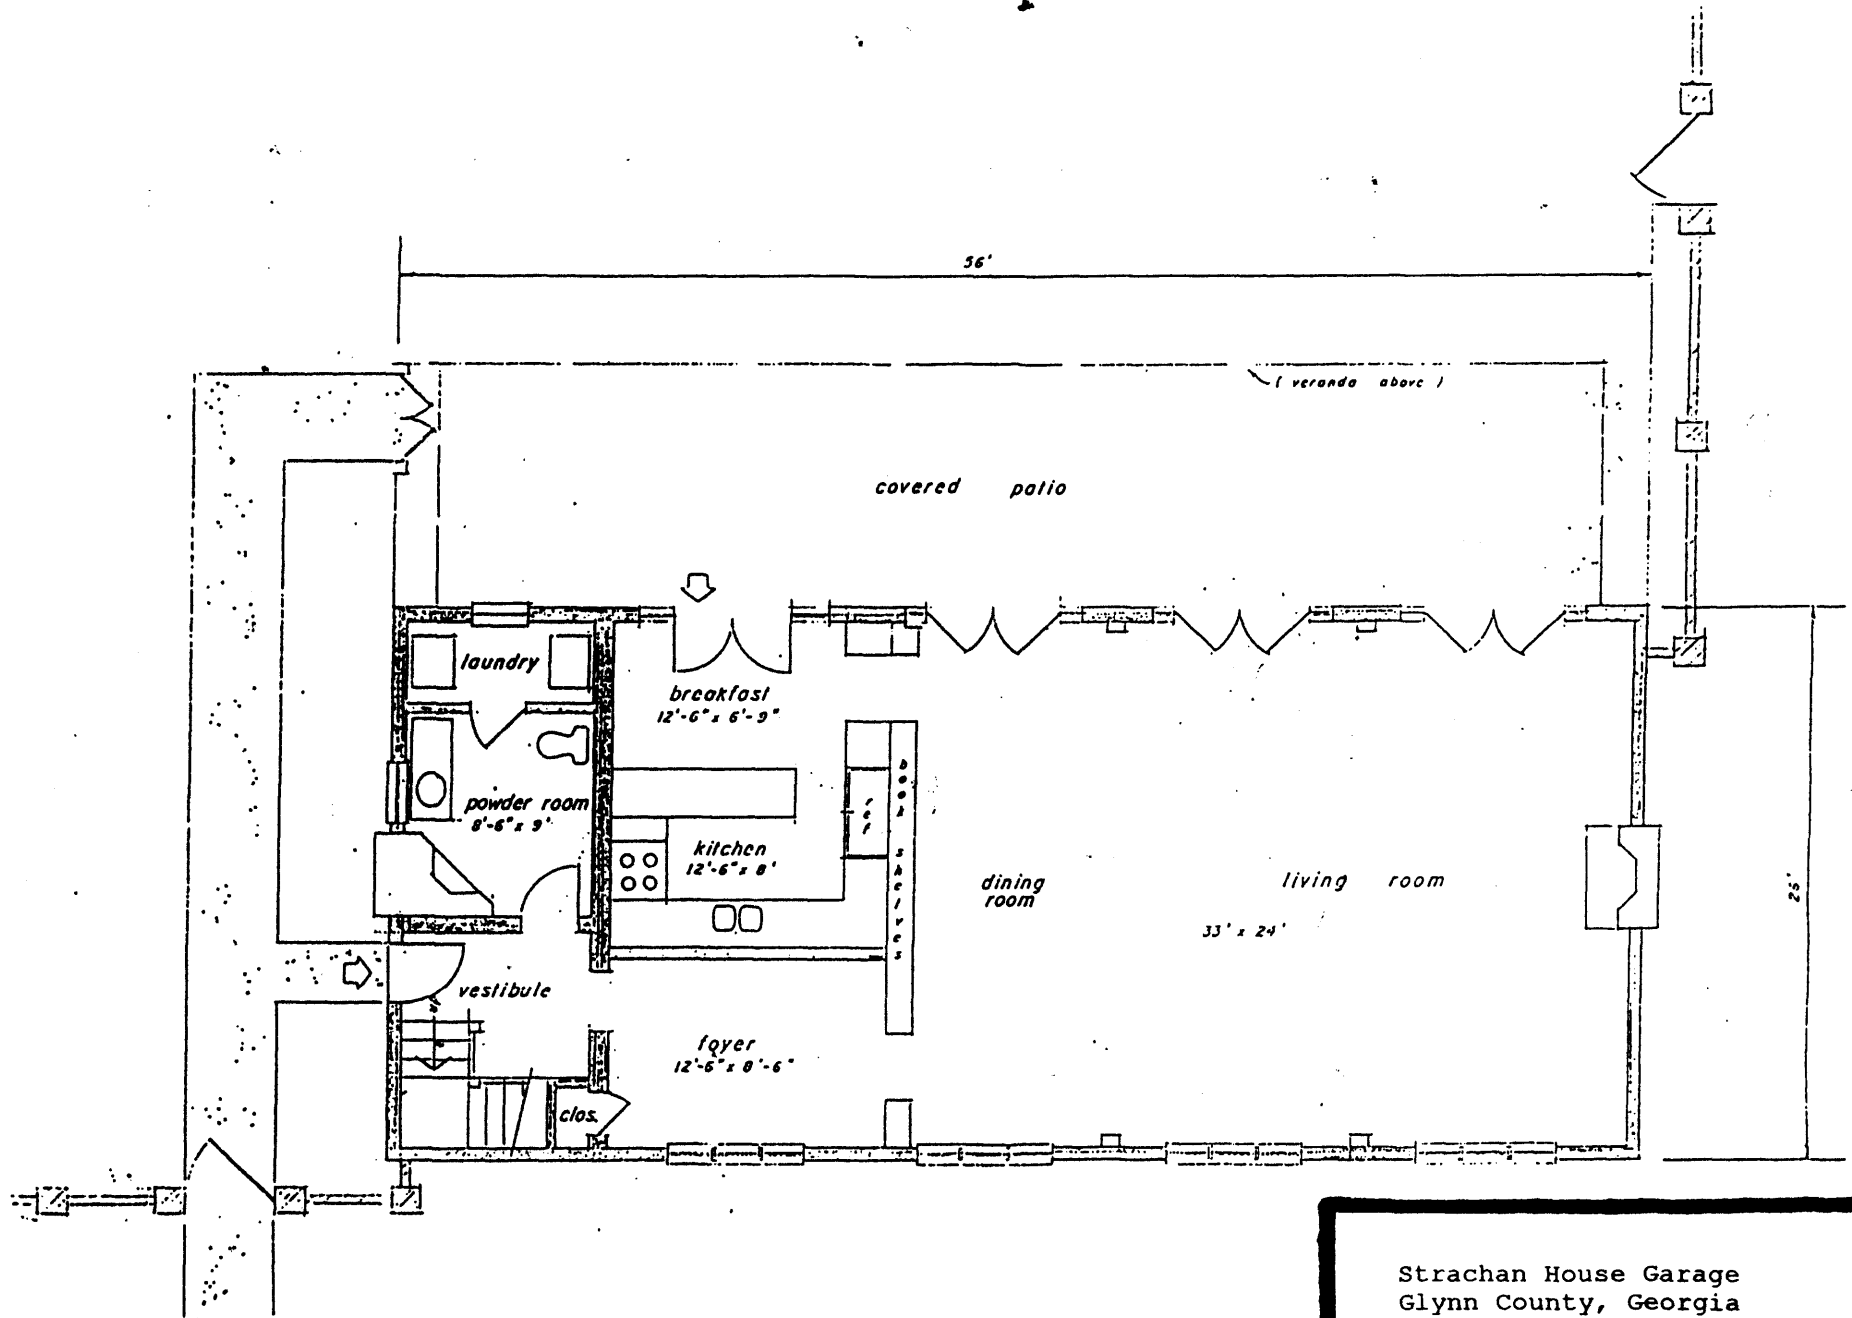 56'
( veranda above )
covered patio
laundry
breakfast
12'-6" x 6'-9"
powder room
8'-6" x 9'
book shelves
ref
kitchen
12'-6" x 8'
dining
room
living room
33' x 24'
vestibule
up
foyer
12'-6" x 8'-6"
clos.
Strachan House Garage
Glynn County, Georgia